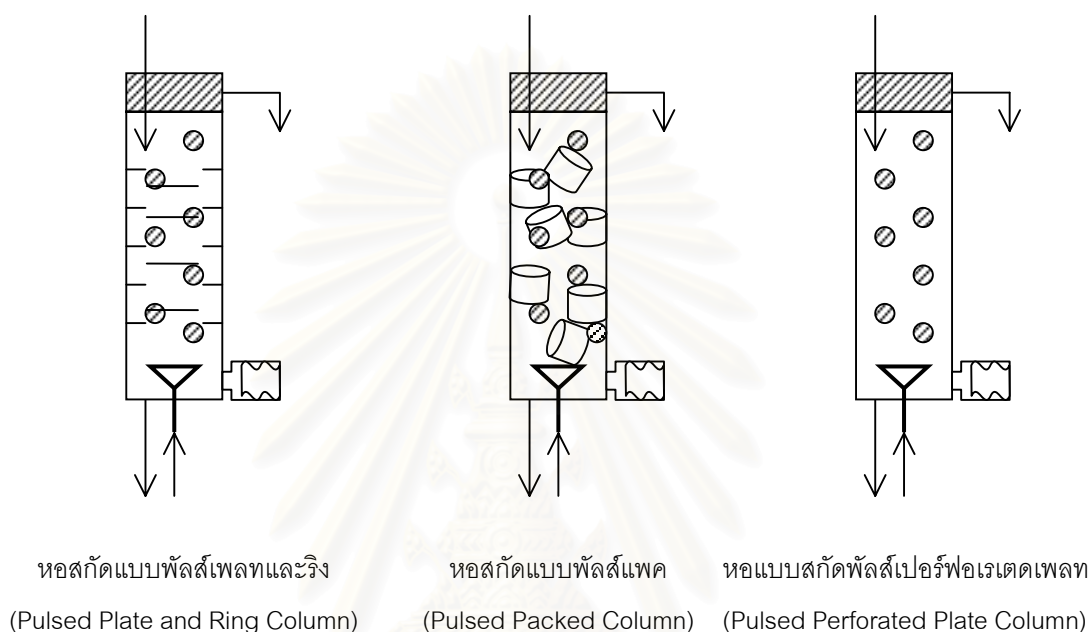 หอสกัดแบบพัลส์เพลทและริง
(Pulsed Plate and Ring Column)
หอสกัดแบบพัลส์แพค
(Pulsed Packed Column)
หอแบบสกัดพัลส์เปอร์ฟอเรเตดเพลท
(Pulsed Perforated Plate Column)